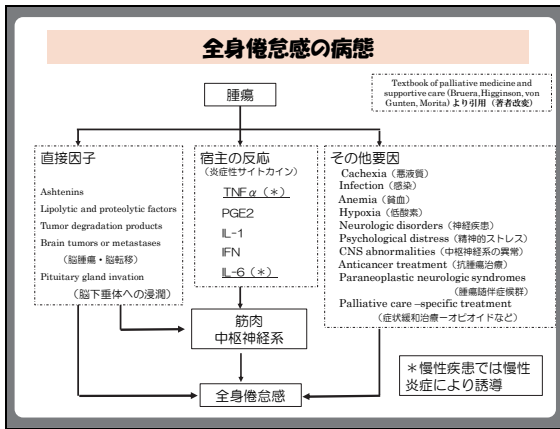 全身倦怠感の病態
Textbook of palliative medicine and
supportive care (Bruera,Higginson, von
Gunten, Morita) より引用（著者改変）
腫瘍
直接因子
Ashtenins
Lipolytic and proteolytic factors
Tumor degradation products
Brain tumors or metastases
（脳腫瘍・脳転移）
Pituitary gland invation
（脳下垂体への浸潤）
宿主の反応
（炎症性サイトカイン）
TNFα（*）
PGE2
IL-1
IFN
IL-6（*）
その他要因
Cachexia（悪液質）
Infection（感染）
Anemia（貧血）
Hypoxia（低酸素）
Neurologic disorders（神経疾患）
Psychological distress（精神的ストレス）
CNS abnormalities（中枢神経系の異常）
Anticancer treatment（抗腫瘍治療）
Paraneoplastic neurologic syndromes
（腫瘍随伴症候群）
Palliative care –specific treatment
（症状緩和治療ーオピオイドなど）
筋肉
中枢神経系
全身倦怠感
＊慢性疾患では慢性
炎症により誘導